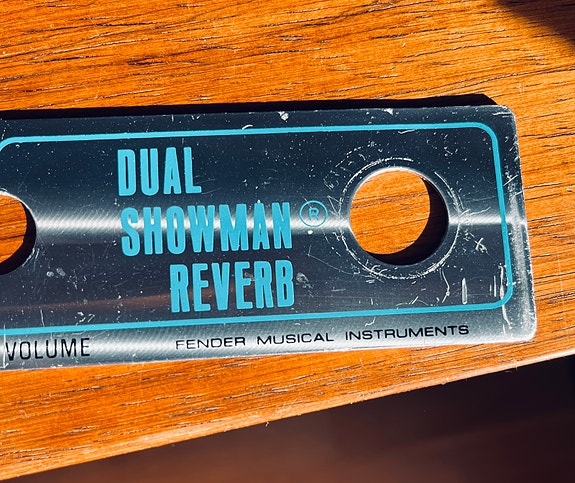 DUAL
SHOWMAN®
REVERB
VOLUME
FENDER MUSICAL INSTRUMENTS